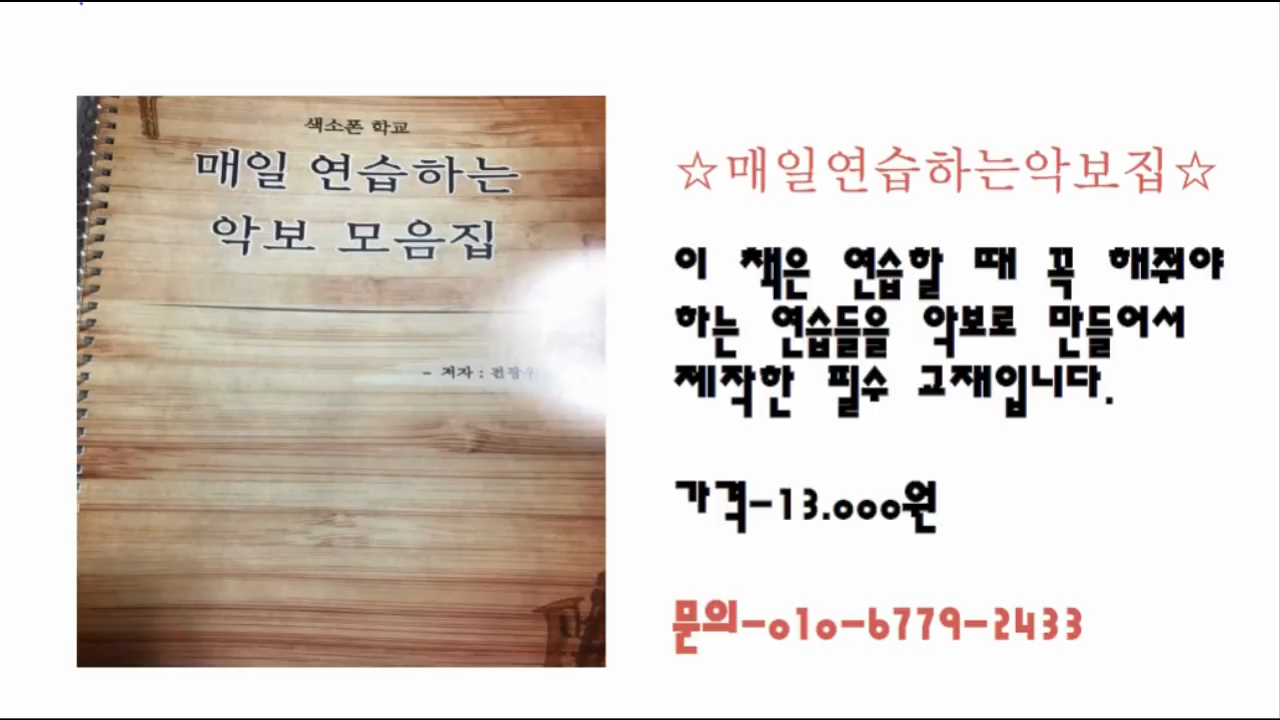 색소폰 학교
매일 연습하는
악보 모음집
- 저자 :
☆매일연습하는악보집☆
이 책은 연습할 때 꼭 해줘야
하는 연습들을 악보로 만들어서
제작한 필수 교재입니다.
가격-13.000원
문의-010-6779-2433